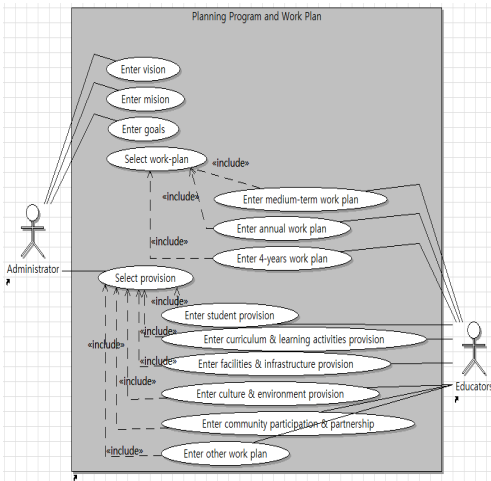 Planning Program and Work Plan
Enter vision
Enter mision
Enter goals
Select work-plan
«include»
Enter medium-term work plan
«include»
Enter annual work plan
«include»
Enter 4-years work plan
Administrator
Select provision
«include»
Enter student provision
«include»
Enter curriculum & learning activities provision
«include»
«include»
Enter facilities & infrastructure provision
«include»
Enter culture & environment provision
Educators
Enter community participation & partnership
«include»
Enter other work plan